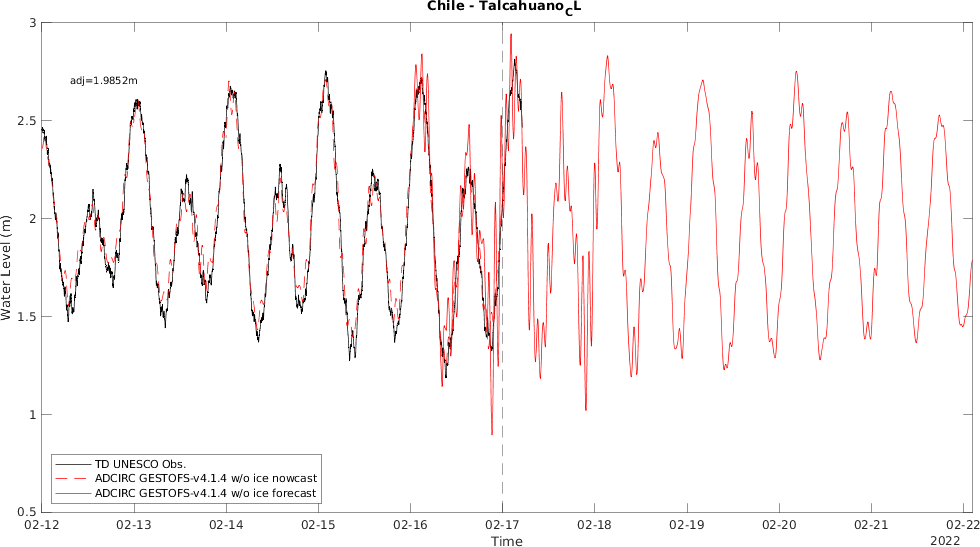 Chile - Talcahuano_CL
3
adj=1.9852m
2.5
2
Water Level (m)
1.5
1
TD UNESCO Obs.
ADCIRC GESTOFS-v4.1.4 w/o ice nowcast
ADCIRC GESTOFS-v4.1.4 w/o ice forecast
0.5
02-12 02-13 02-14 02-15 02-16 02-17 02-18 02-19 02-20 02-21 02-22
Time 2022